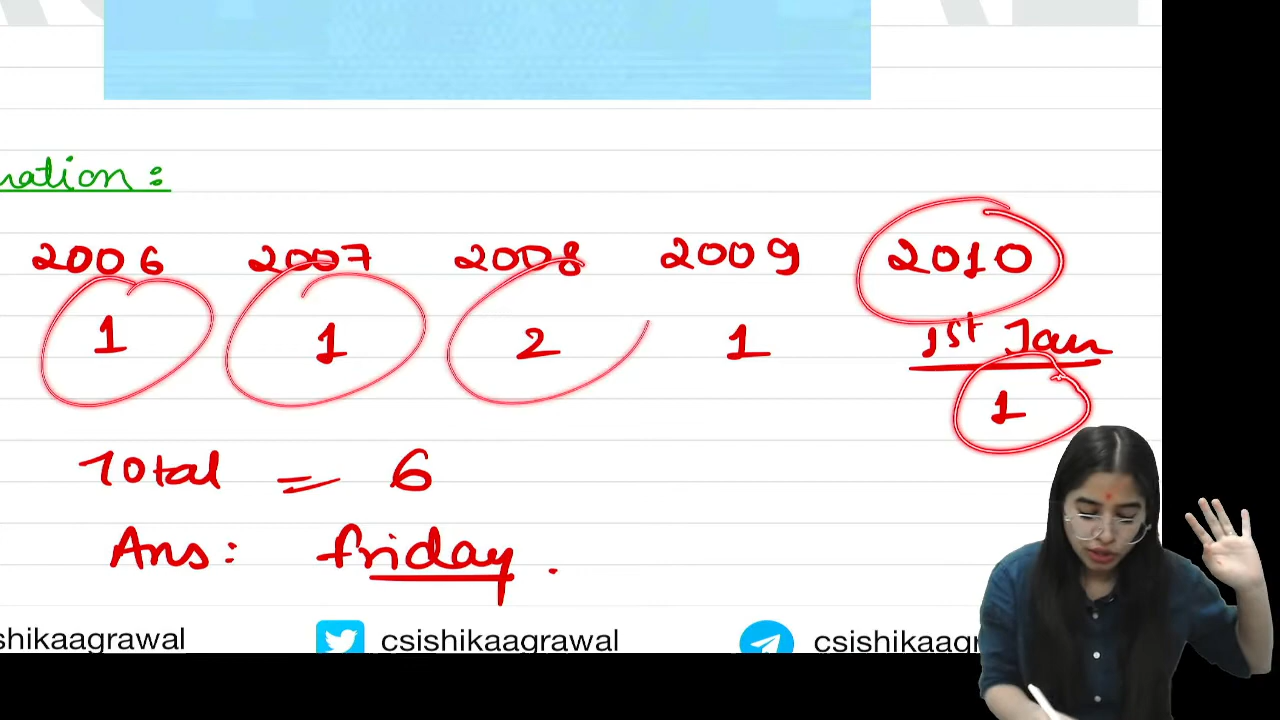 nation:
2006 2007 2008 2009 2010
1 1 2 1 1st Jan
1
Total = 6
Ans: friday.
shikaagrawal csishikaagrawal csishikaag